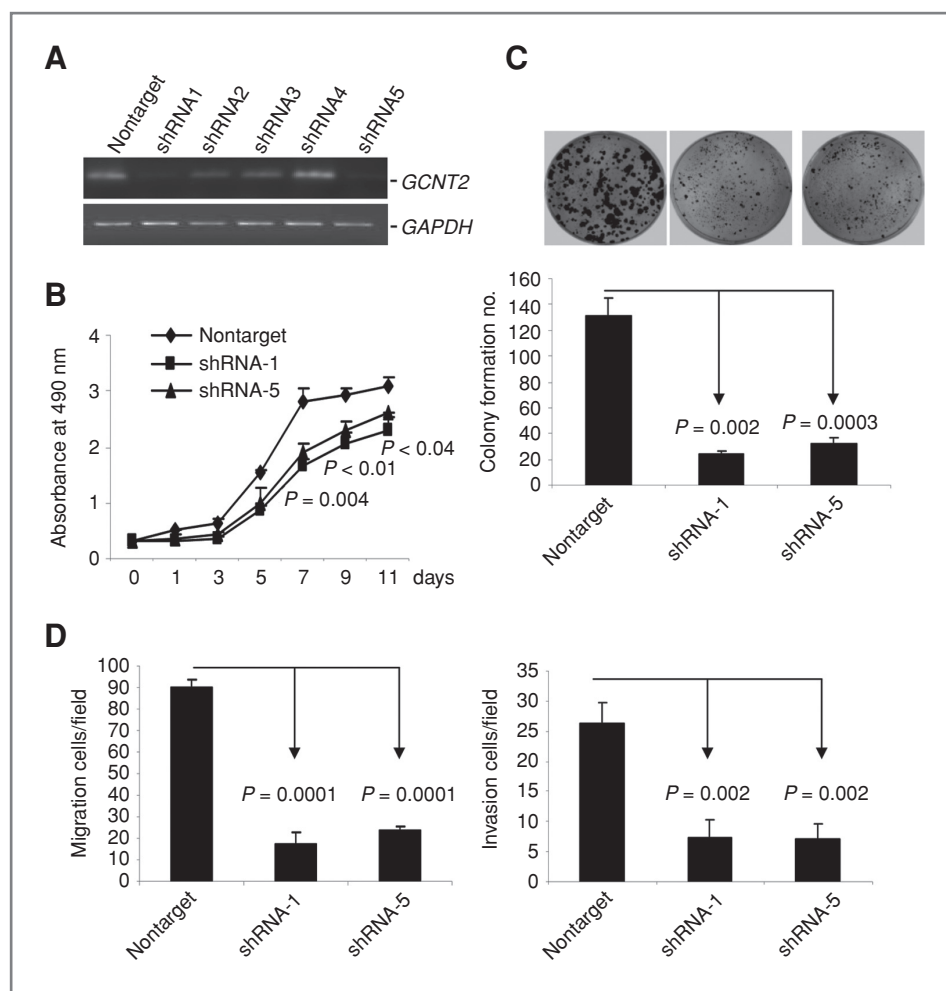 A
Nontarget
shRNA1
shRNA2
shRNA3
shRNA4
shRNA5
GCNT2
GAPDH
B
Nontarget
shRNA-1
shRNA-5
Absorbance at 490 nm
4
3
2
1
0
P = 0.004
P < 0.01
P < 0.04
0 1 3 5 7 9 11 days
C
Colony formation no.
160
140
120
100
80
60
40
20
0
P = 0.002
P = 0.0003
Nontarget
shRNA-1
shRNA-5
D
Migration cells/field
100
90
80
70
60
50
40
30
20
10
0
P = 0.0001
P = 0.0001
Nontarget
shRNA-1
shRNA-5
Invasion cells/field
35
30
25
20
15
10
5
0
P = 0.002
P = 0.002
Nontarget
shRNA-1
shRNA-5